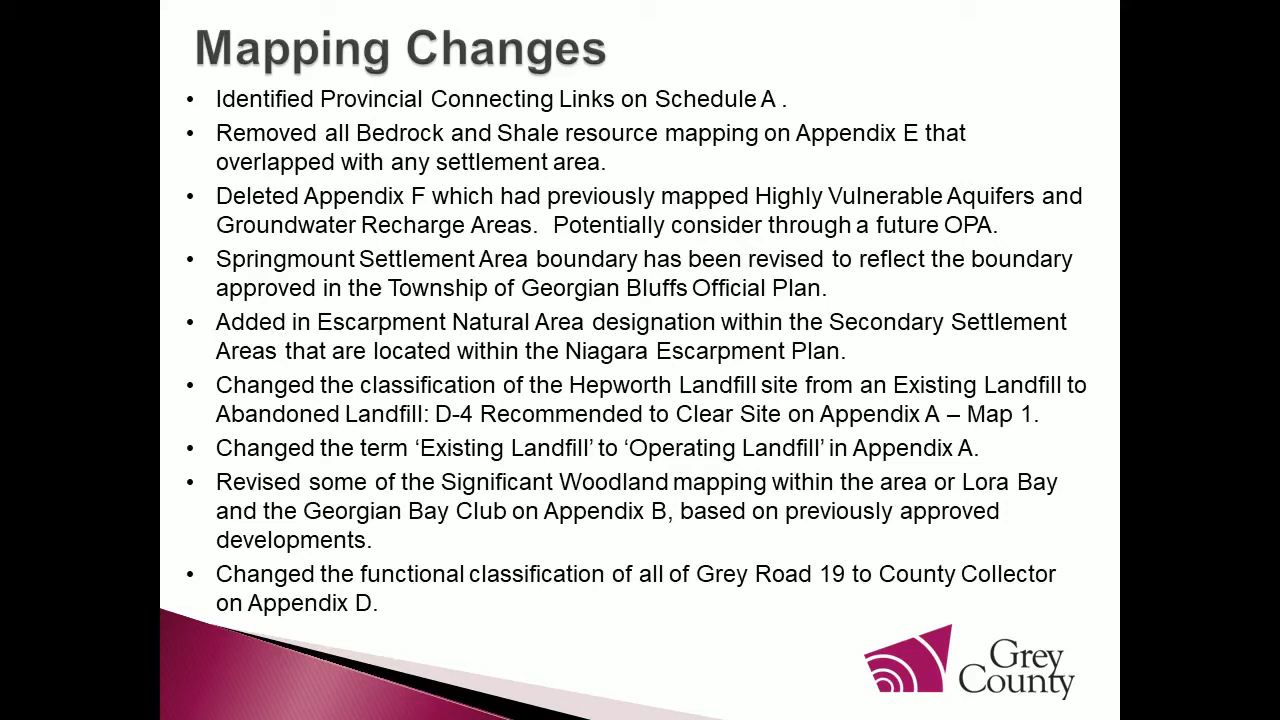 Mapping Changes
• Identified Provincial Connecting Links on Schedule A .
• Removed all Bedrock and Shale resource mapping on Appendix E that
overlapped with any settlement area.
• Deleted Appendix F which had previously mapped Highly Vulnerable Aquifers and
Groundwater Recharge Areas.  Potentially consider through a future OPA.
• Springmount Settlement Area boundary has been revised to reflect the boundary
approved in the Township of Georgian Bluffs Official Plan.
• Added in Escarpment Natural Area designation within the Secondary Settlement
Areas that are located within the Niagara Escarpment Plan.
• Changed the classification of the Hepworth Landfill site from an Existing Landfill to
Abandoned Landfill: D-4 Recommended to Clear Site on Appendix A – Map 1.
• Changed the term ‘Existing Landfill’ to ‘Operating Landfill’ in Appendix A.
• Revised some of the Significant Woodland mapping within the area or Lora Bay
and the Georgian Bay Club on Appendix B, based on previously approved
developments.
• Changed the functional classification of all of Grey Road 19 to County Collector
on Appendix D.
Grey
County